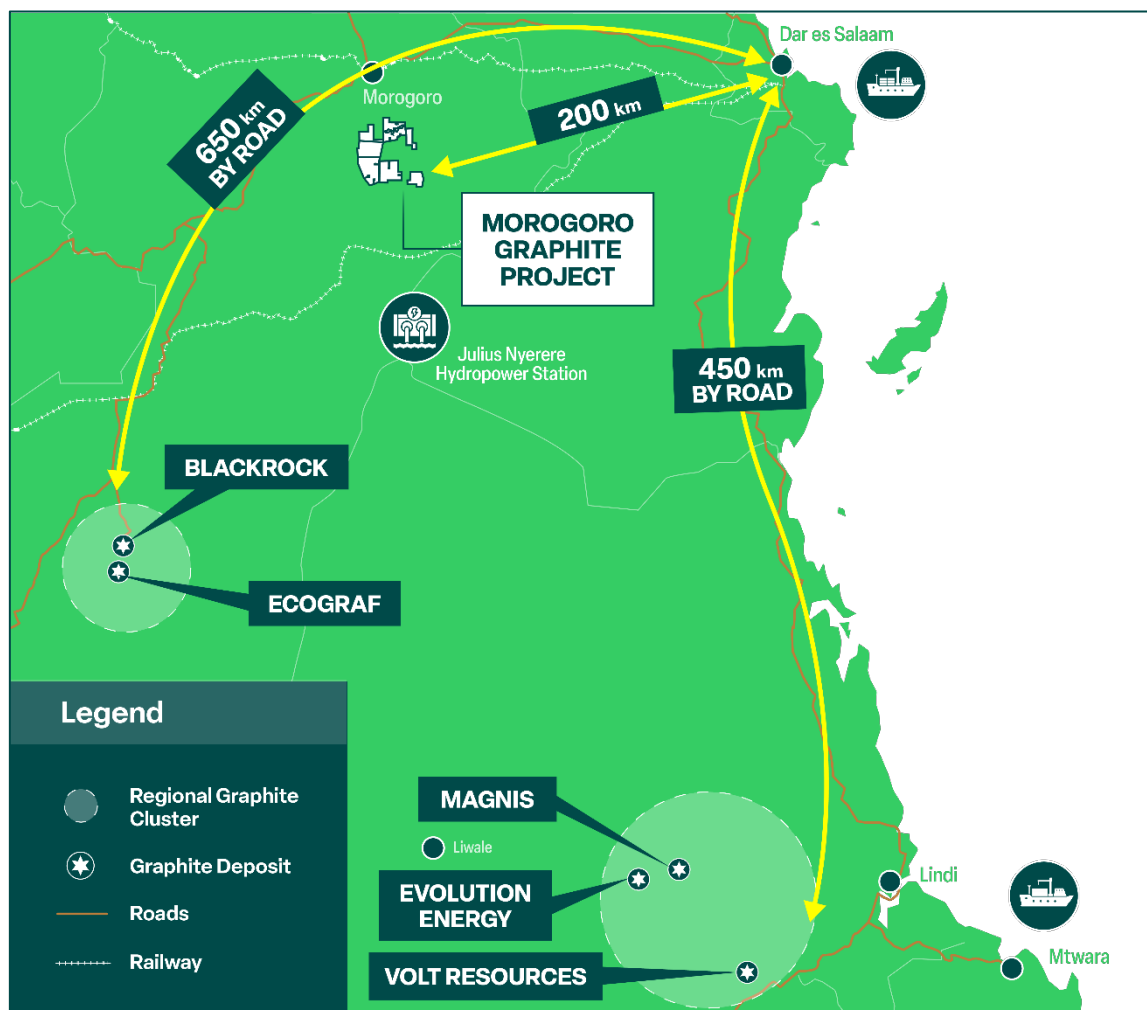 Dar es Salaam
Morogoro
650 km
BY ROAD
200 km
MOROGORO
GRAPHITE
PROJECT
Julius Nyerere
Hydropower Station
450 km
BY ROAD
BLACKROCK
ECOGRAF
Legend
Regional Graphite
Cluster
Graphite Deposit
Roads
Railway
MAGNIS
Liwale
EVOLUTION
ENERGY
VOLT RESOURCES
Lindi
Mtwara